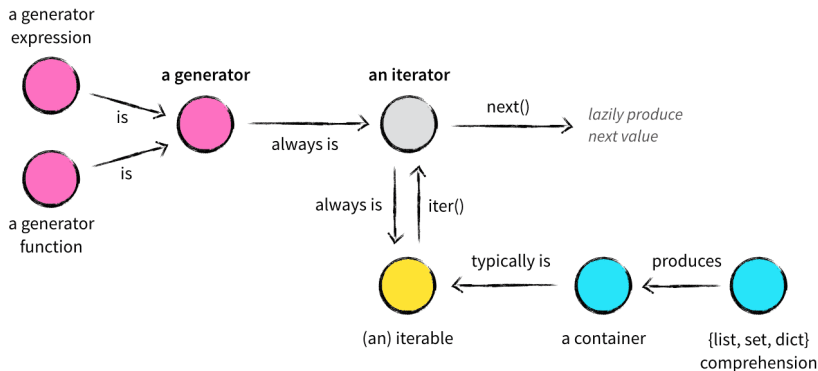 a generator
expression
a generator
an iterator
is
next()
lazily produce
next value
always is
is
a generator
function
always is
iter()
typically is
produces
(an) iterable
a container
{list, set, dict}
comprehension